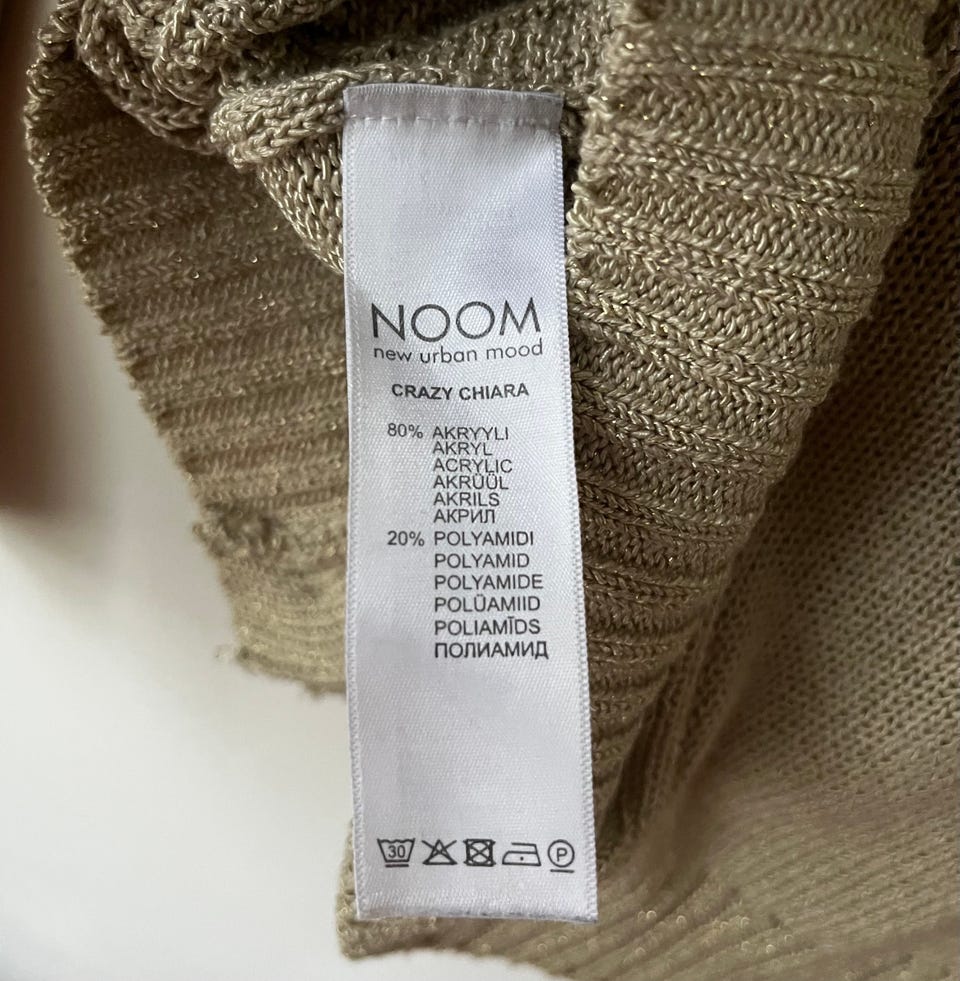 NOOM
new urban mood
CRAZY CHIARA
80% AKRYYLI
AKRYL
ACRYLIC
AKRÜÜL
AKRILS
АКРИЛ
20% POLYAMIDI
POLYAMID
POLYAMIDE
POLÜAMIID
POLIAMĪDS
ПОЛИАМИД
30 P